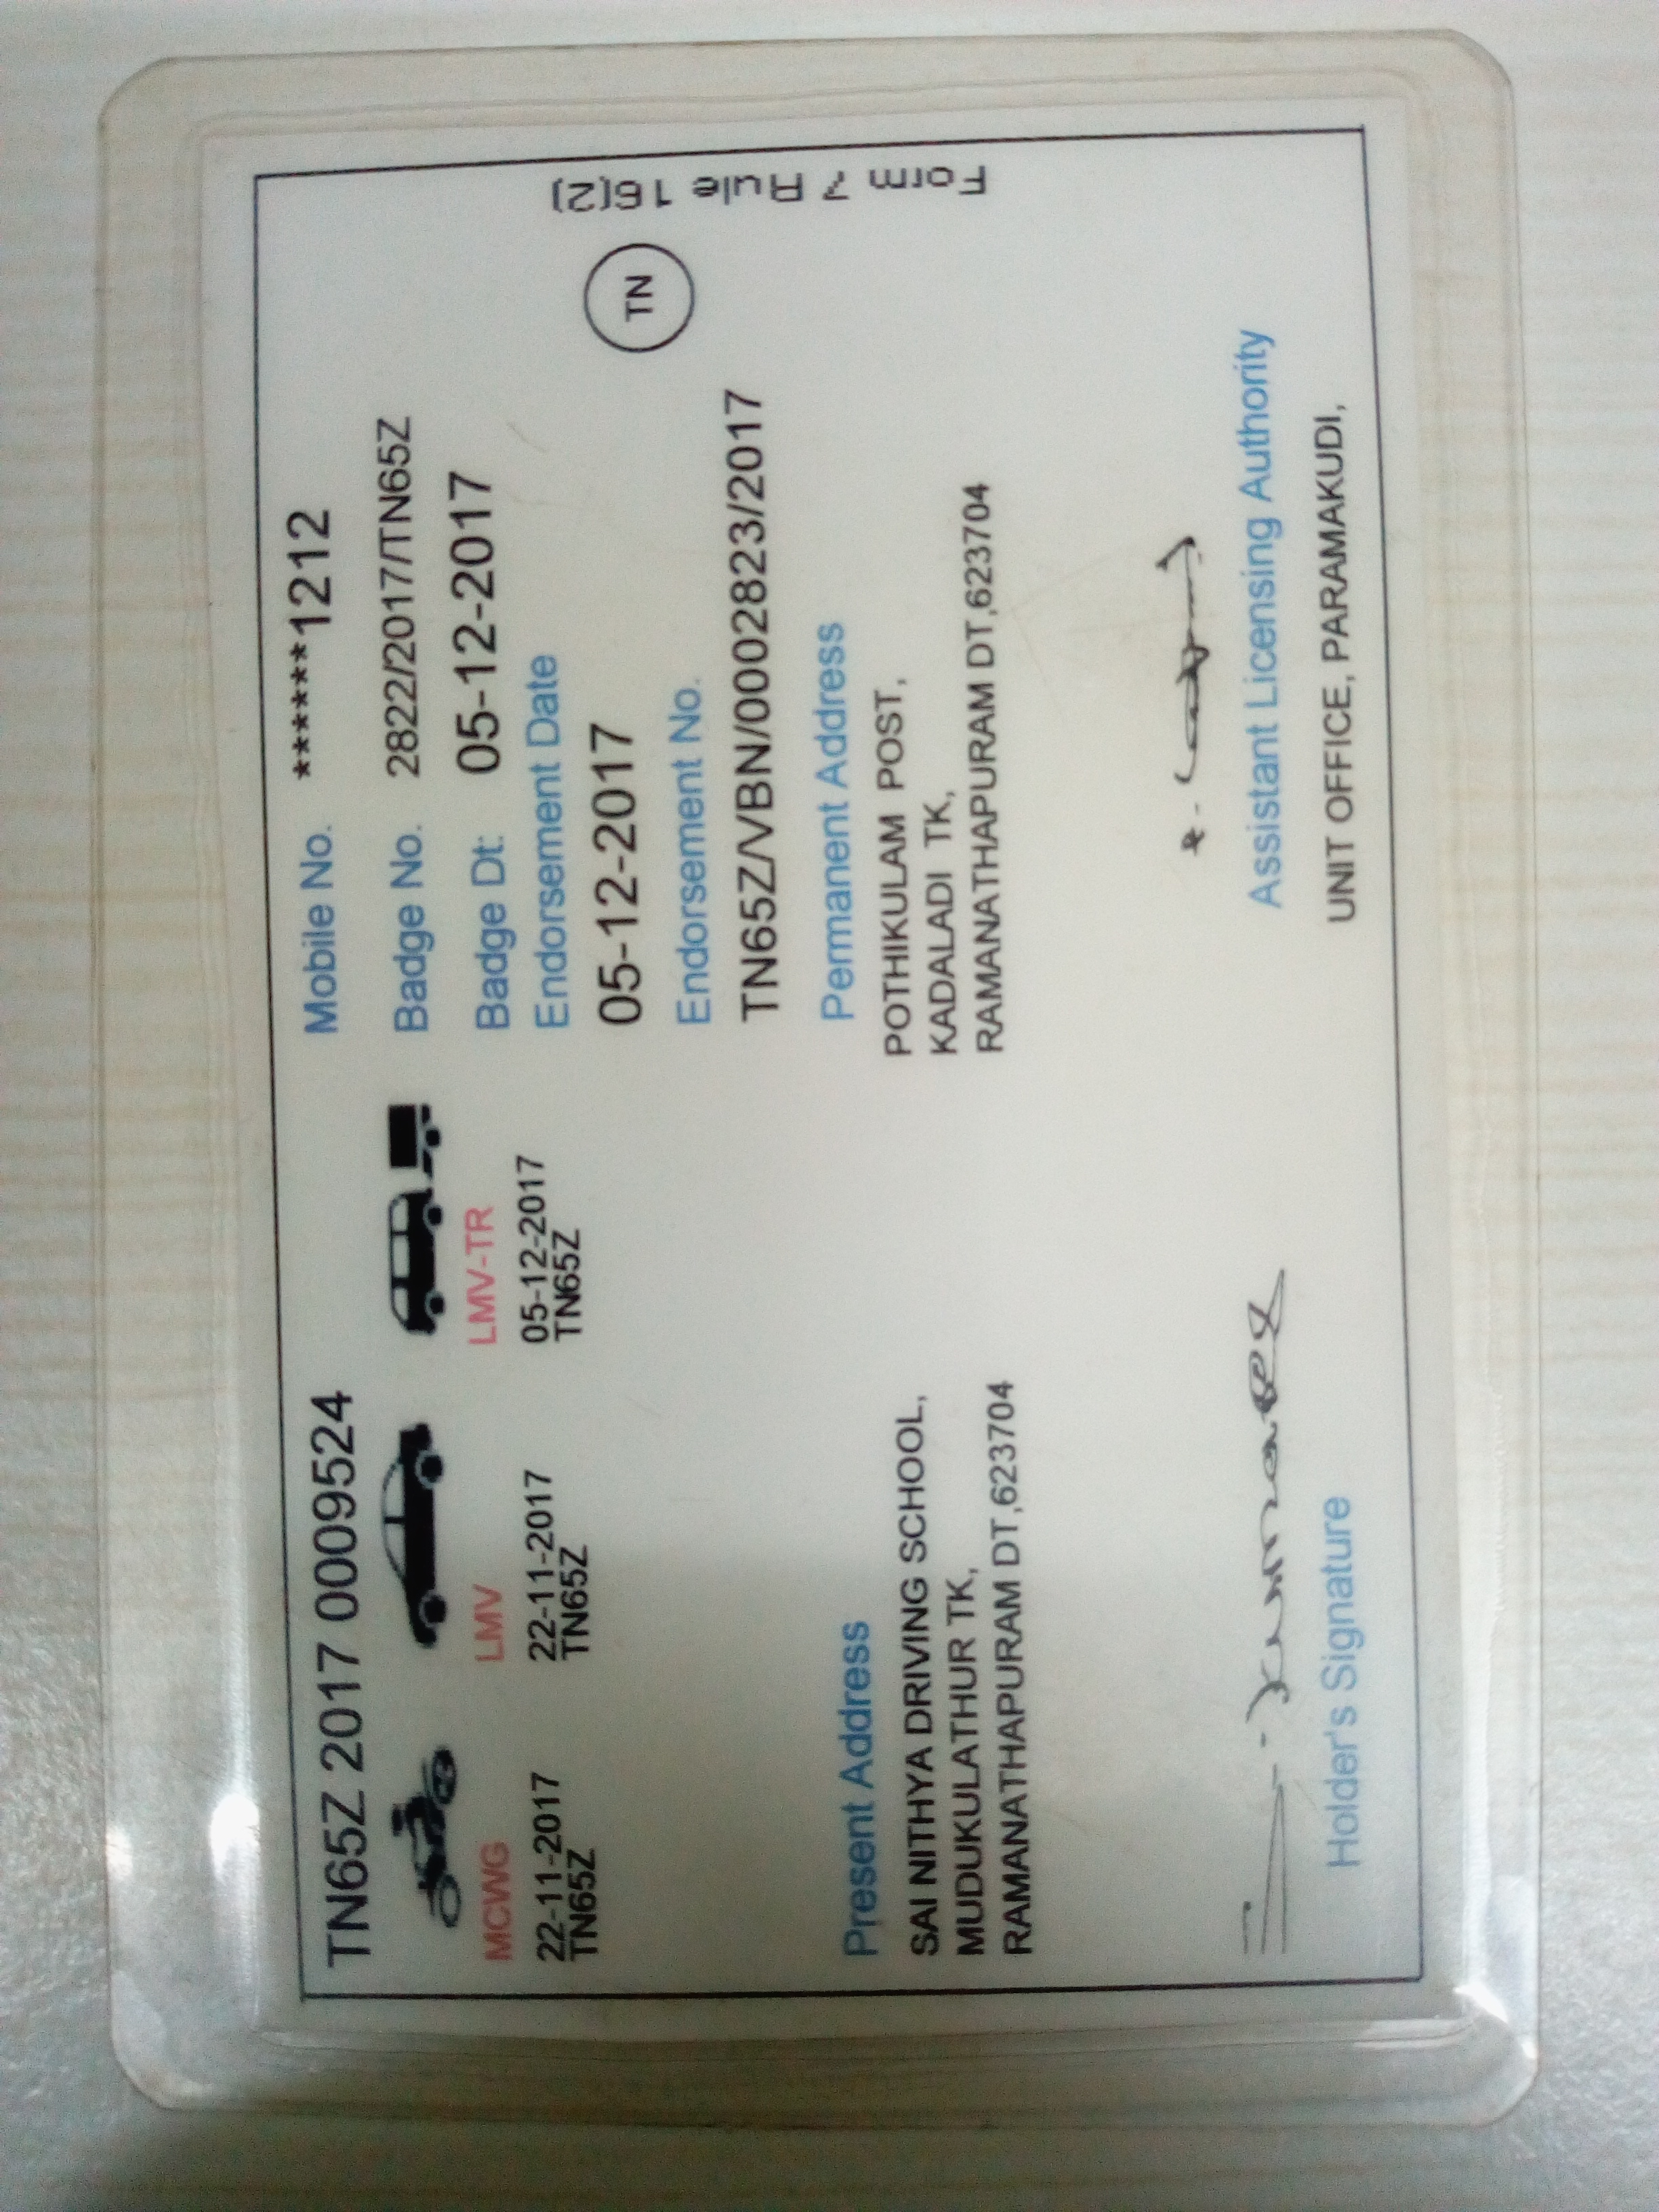 TN65Z 2017 0009524
MCWG
22-11-2017
TN65Z
LMV
22-11-2017
TN65Z
LMV-TR
05-12-2017
TN65Z
Mobile No. ******1212
Badge No. 2822/2017/TN65Z
Badge Dt: 05-12-2017
Endorsement Date
05-12-2017
Endorsement No.
TN65Z/VBN/0002823/2017
TN
Form 7 Rule 16(2)
Present Address
SAI NITHYA DRIVING SCHOOL,
MUDUKULATHUR TK,
RAMANATHAPURAM DT,623704
Permanent Address
POTHIKULAM POST,
KADALADI TK,
RAMANATHAPURAM DT,623704
Holder's Signature
Assistant Licensing Authority
UNIT OFFICE, PARAMAKUDI,